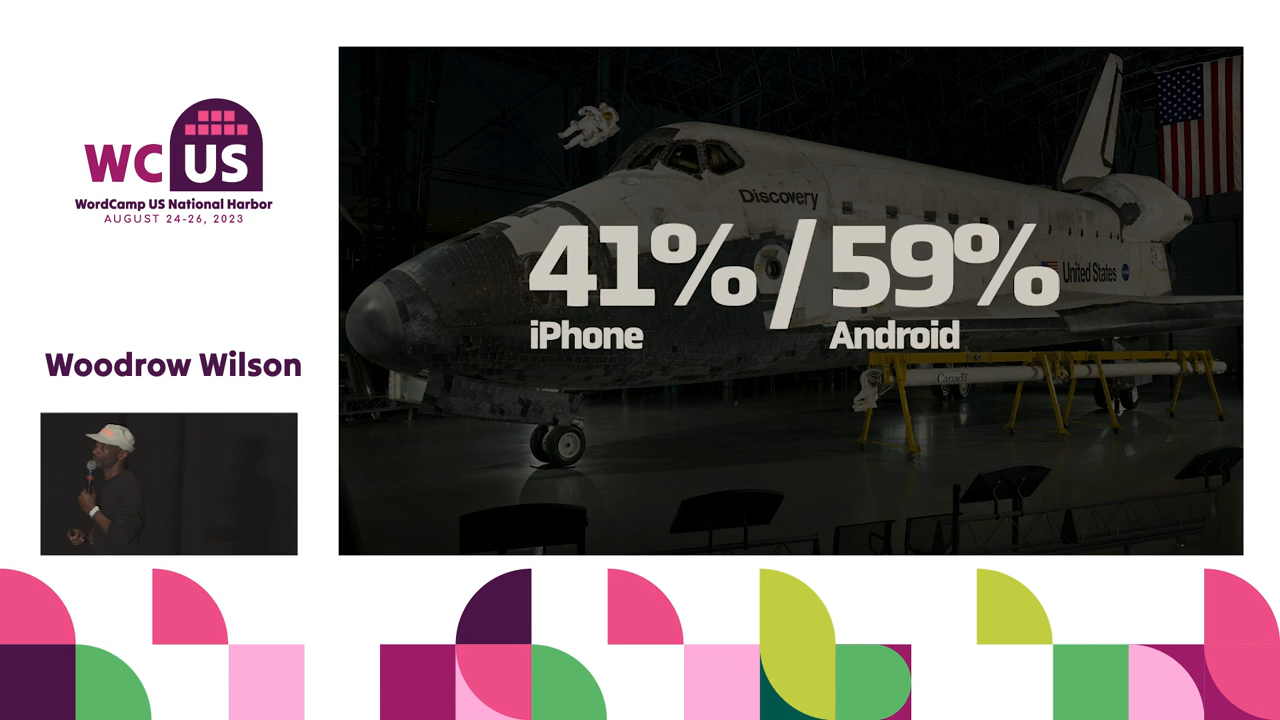 WC US
WordCamp US National Harbor
AUGUST 24-26, 2023
Woodrow Wilson
Discovery
United States
41% / 59%
iPhone
Android
Canada